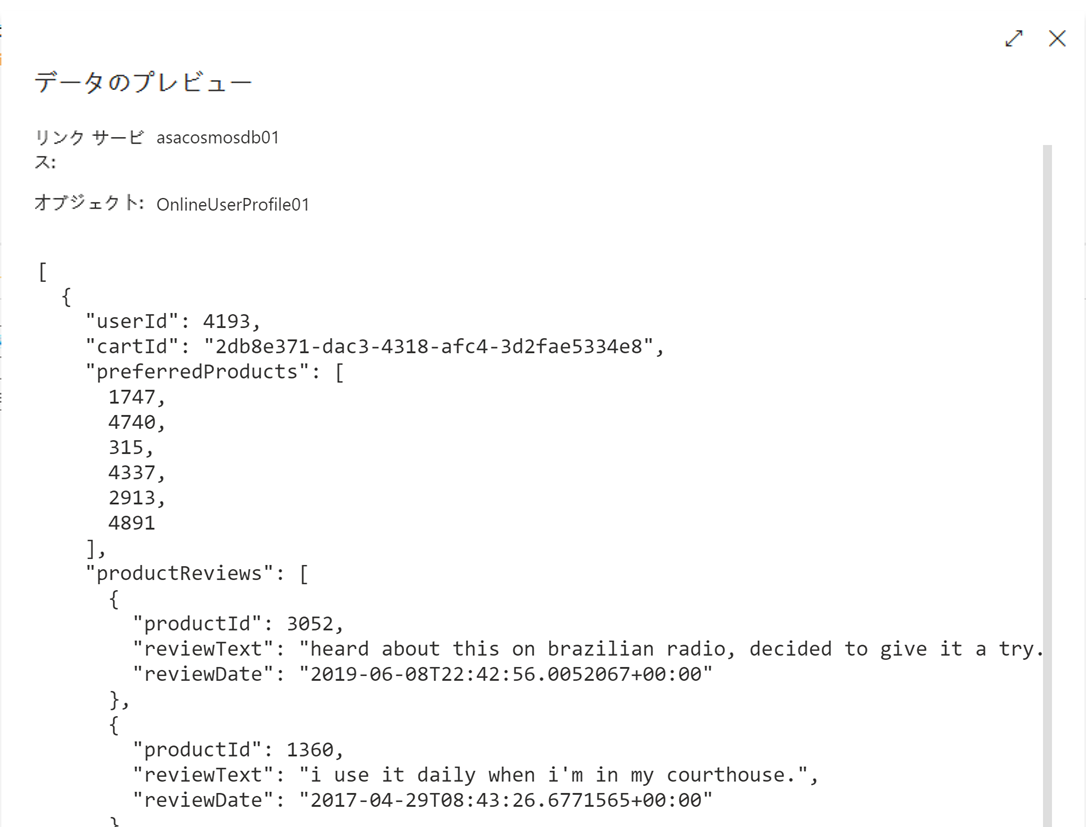 データのプレビュー
リンク サービ asacosmosdb01
ス:
オブジェクト: OnlineUserProfile01
[
{
"userId": 4193,
"cartId": "2db8e371-dac3-4318-afc4-3d2fae5334e8",
"preferredProducts": [
1747,
4740,
315,
4337,
2913,
4891
],
"productReviews": [
{
"productId": 3052,
"reviewText": "heard about this on brazilian radio, decided to give it a try.
"reviewDate": "2019-06-08T22:42:56.0052067+00:00"
},
{
"productId": 1360,
"reviewText": "i use it daily when i'm in my courthouse.",
"reviewDate": "2017-04-29T08:43:26.6771565+00:00"
}